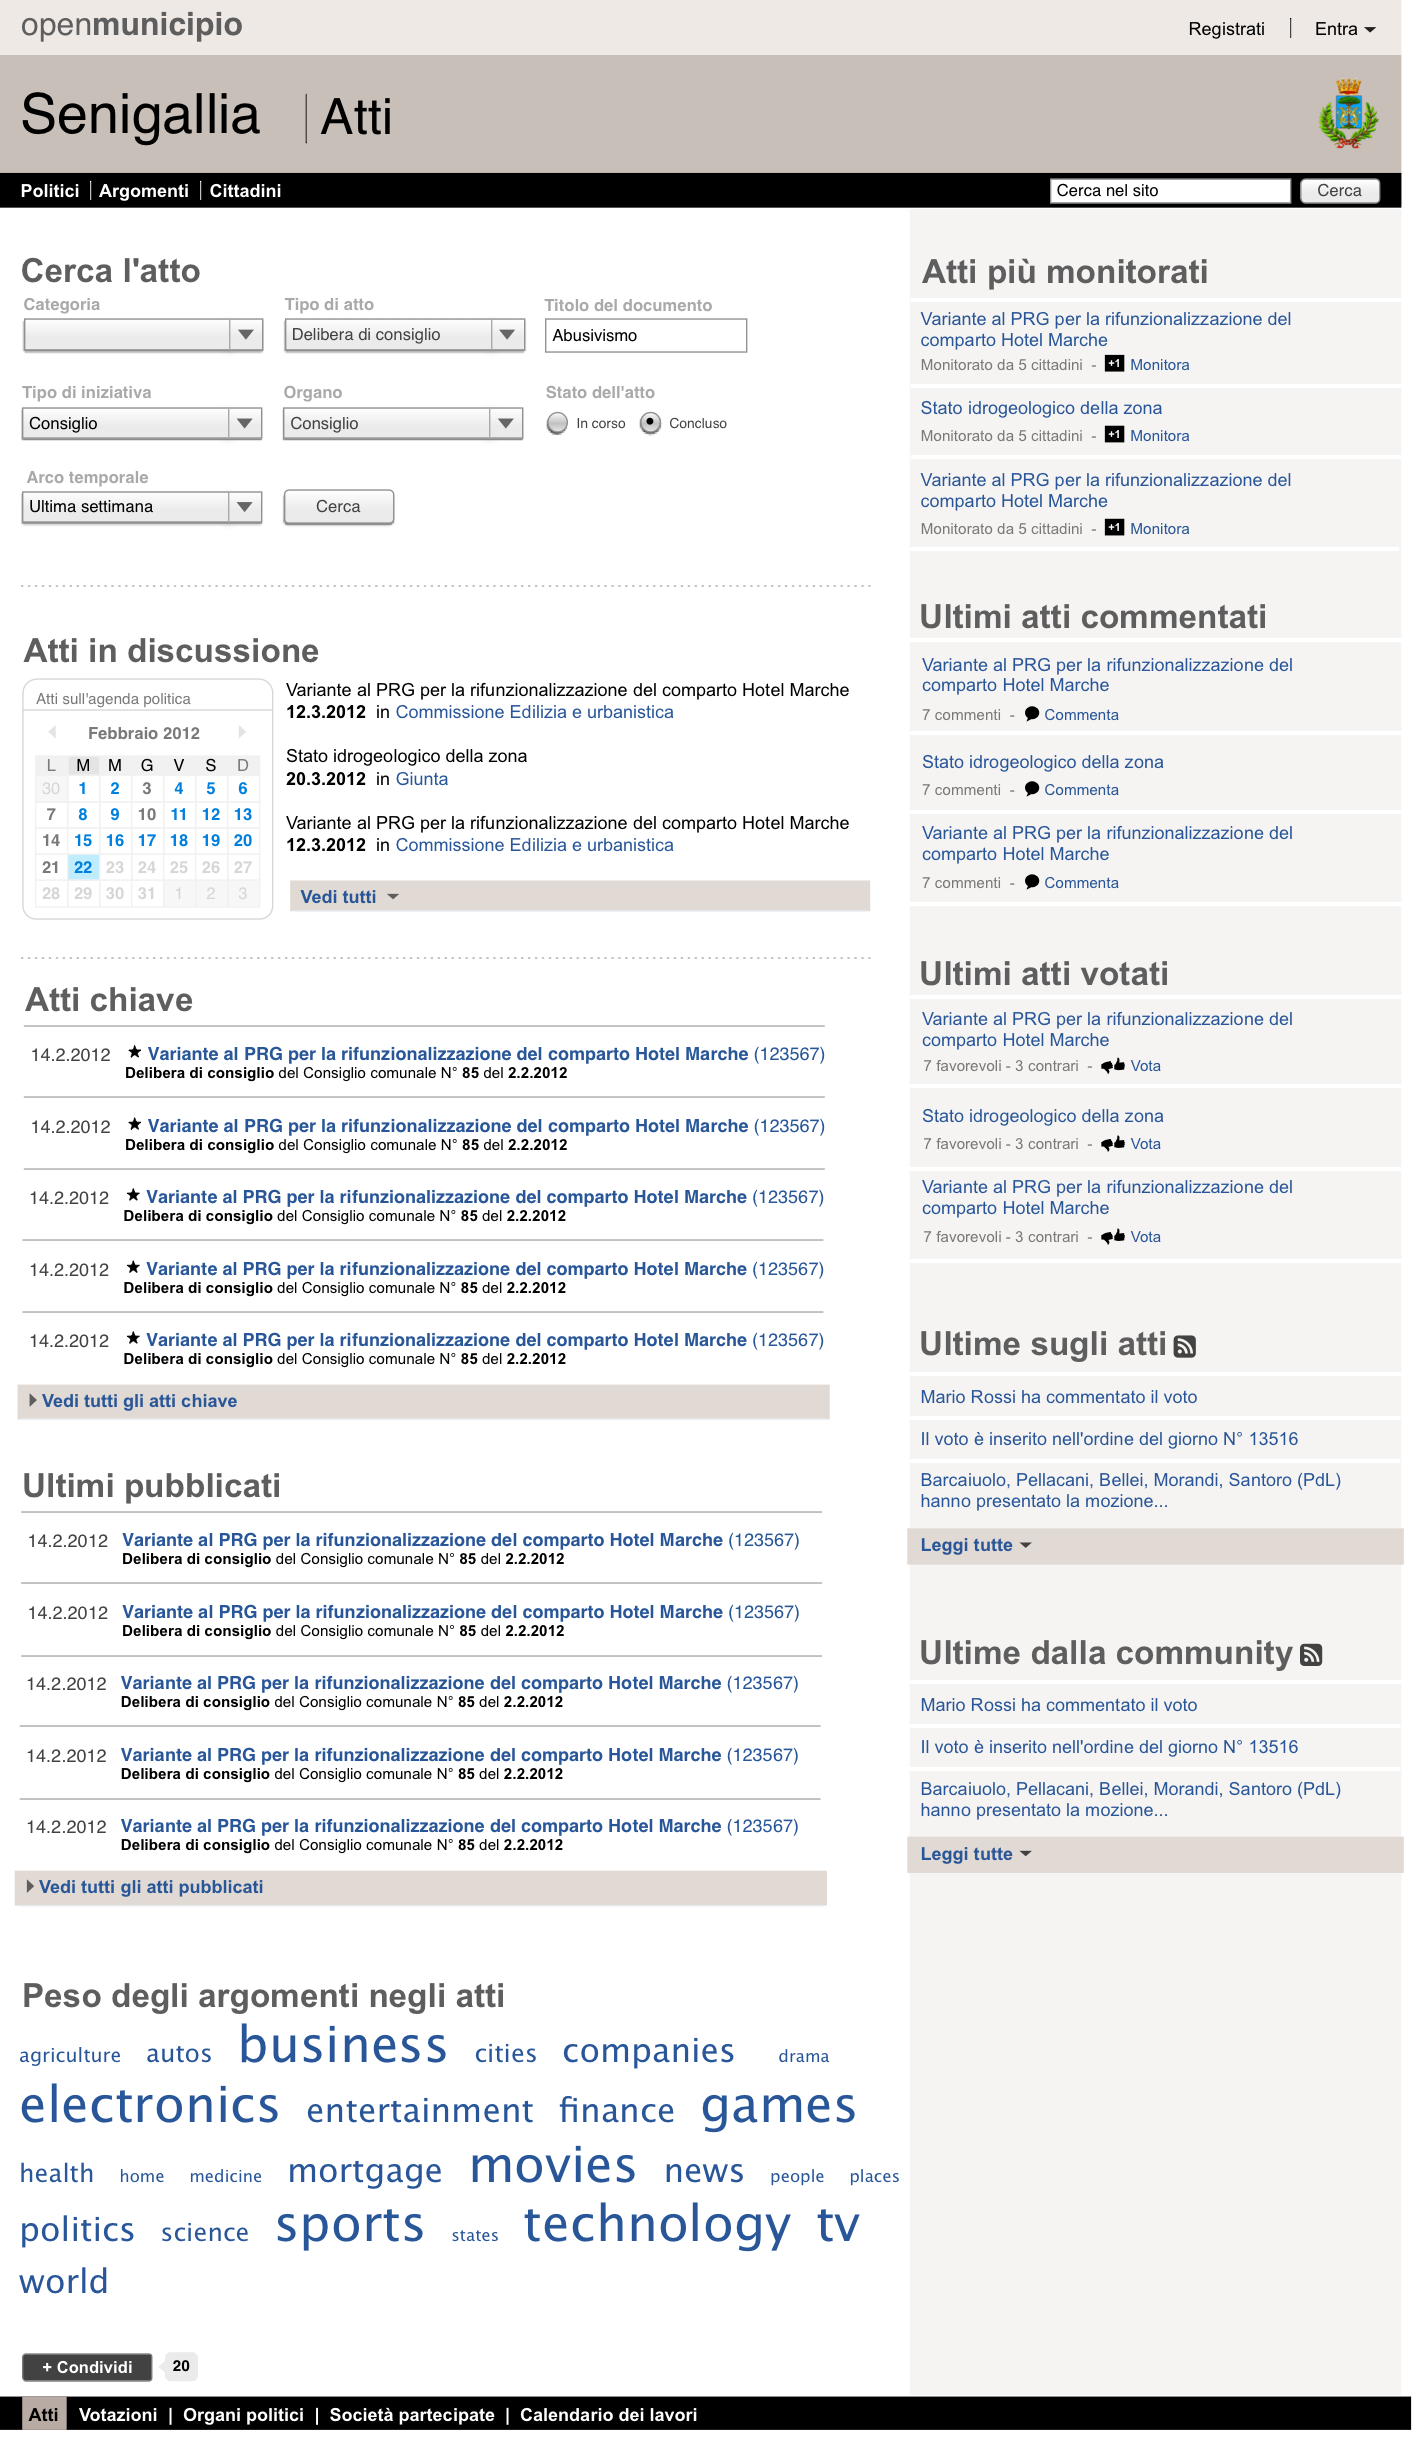 openmunicipio
Registrati | Entra
Senigallia | Atti
Politici | Argomenti | Cittadini
Cerca nel sito
Cerca
Cerca l'atto
Categoria
Tipo di atto
Delibera di consiglio
Titolo del documento
Abusivismo
Tipo di iniziativa
Consiglio
Organo
Consiglio
Stato dell'atto
In corso
Concluso
Arco temporale
Ultima settimana
Cerca
Atti in discussione
Atti sull'agenda politica
Febbraio 2012
L M M G V S D
30 1 2 3 4 5 6
7 8 9 10 11 12 13
14 15 16 17 18 19 20
21 22 23 24 25 26 27
28 29 30 31 1 2 3
Variante al PRG per la rifunzionalizzazione del comparto Hotel Marche
12.3.2012 in Commissione Edilizia e urbanistica
Stato idrogeologico della zona
20.3.2012 in Giunta
Variante al PRG per la rifunzionalizzazione del comparto Hotel Marche
12.3.2012 in Commissione Edilizia e urbanistica
Vedi tutti
Atti chiave
14.2.2012 ★ Variante al PRG per la rifunzionalizzazione del comparto Hotel Marche (123567)
Delibera di consiglio del Consiglio comunale N° 85 del 2.2.2012
14.2.2012 ★ Variante al PRG per la rifunzionalizzazione del comparto Hotel Marche (123567)
Delibera di consiglio del Consiglio comunale N° 85 del 2.2.2012
14.2.2012 ★ Variante al PRG per la rifunzionalizzazione del comparto Hotel Marche (123567)
Delibera di consiglio del Consiglio comunale N° 85 del 2.2.2012
14.2.2012 ★ Variante al PRG per la rifunzionalizzazione del comparto Hotel Marche (123567)
Delibera di consiglio del Consiglio comunale N° 85 del 2.2.2012
14.2.2012 ★ Variante al PRG per la rifunzionalizzazione del comparto Hotel Marche (123567)
Delibera di consiglio del Consiglio comunale N° 85 del 2.2.2012
Vedi tutti gli atti chiave
Ultimi pubblicati
14.2.2012 Variante al PRG per la rifunzionalizzazione del comparto Hotel Marche (123567)
Delibera di consiglio del Consiglio comunale N° 85 del 2.2.2012
14.2.2012 Variante al PRG per la rifunzionalizzazione del comparto Hotel Marche (123567)
Delibera di consiglio del Consiglio comunale N° 85 del 2.2.2012
14.2.2012 Variante al PRG per la rifunzionalizzazione del comparto Hotel Marche (123567)
Delibera di consiglio del Consiglio comunale N° 85 del 2.2.2012
14.2.2012 Variante al PRG per la rifunzionalizzazione del comparto Hotel Marche (123567)
Delibera di consiglio del Consiglio comunale N° 85 del 2.2.2012
14.2.2012 Variante al PRG per la rifunzionalizzazione del comparto Hotel Marche (123567)
Delibera di consiglio del Consiglio comunale N° 85 del 2.2.2012
Vedi tutti gli atti pubblicati
Peso degli argomenti negli atti
agriculture autos business cities companies drama
electronics entertainment finance games
health home medicine mortgage movies news people places
politics science sports states technology tv
world
+ Condividi 20
Atti più monitorati
Variante al PRG per la rifunzionalizzazione del
comparto Hotel Marche
Monitorato da 5 cittadini - +1 Monitora
Stato idrogeologico della zona
Monitorato da 5 cittadini - +1 Monitora
Variante al PRG per la rifunzionalizzazione del
comparto Hotel Marche
Monitorato da 5 cittadini - +1 Monitora
Ultimi atti commentati
Variante al PRG per la rifunzionalizzazione del
comparto Hotel Marche
7 commenti - Commenta
Stato idrogeologico della zona
7 commenti - Commenta
Variante al PRG per la rifunzionalizzazione del
comparto Hotel Marche
7 commenti - Commenta
Ultimi atti votati
Variante al PRG per la rifunzionalizzazione del
comparto Hotel Marche
7 favorevoli - 3 contrari - Vota
Stato idrogeologico della zona
7 favorevoli - 3 contrari - Vota
Variante al PRG per la rifunzionalizzazione del
comparto Hotel Marche
7 favorevoli - 3 contrari - Vota
Ultime sugli atti
Mario Rossi ha commentato il voto
Il voto è inserito nell'ordine del giorno N° 13516
Barcaiuolo, Pellacani, Bellei, Morandi, Santoro (PdL)
hanno presentato la mozione...
Leggi tutte
Ultime dalla community
Mario Rossi ha commentato il voto
Il voto è inserito nell'ordine del giorno N° 13516
Barcaiuolo, Pellacani, Bellei, Morandi, Santoro (PdL)
hanno presentato la mozione...
Leggi tutte
Atti Votazioni | Organi politici | Società partecipate | Calendario dei lavori